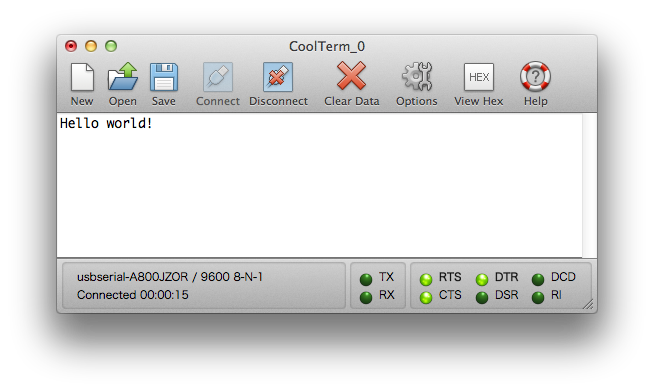 CoolTerm_0
New Open Save Connect Disconnect Clear Data Options HEX View Hex Help
Hello world!
usbserial-A800JZOR / 9600 8-N-1
Connected 00:00:15
TX RTS DTR DCD
RX CTS DSR RI